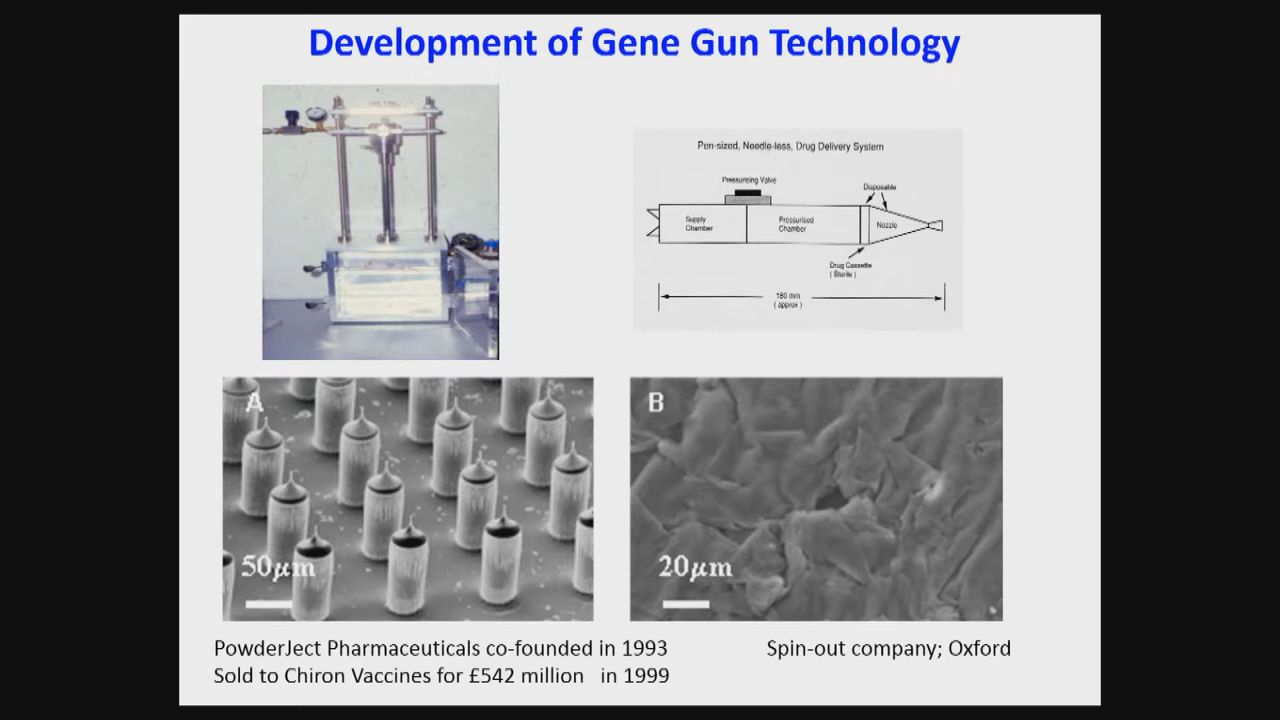 Development of Gene Gun Technology
Pen-sized, Needle-less, Drug Delivery System
Pressurising Valve
Disposable
Supply
Chamber
Pressurised
Chamber
Nozzle
Drug Cassette
( Sterile )
180 mm
( approx )
A
50μm
B
20μm
PowderJect Pharmaceuticals co-founded in 1993
Spin-out company; Oxford
Sold to Chiron Vaccines for £542 million in 1999